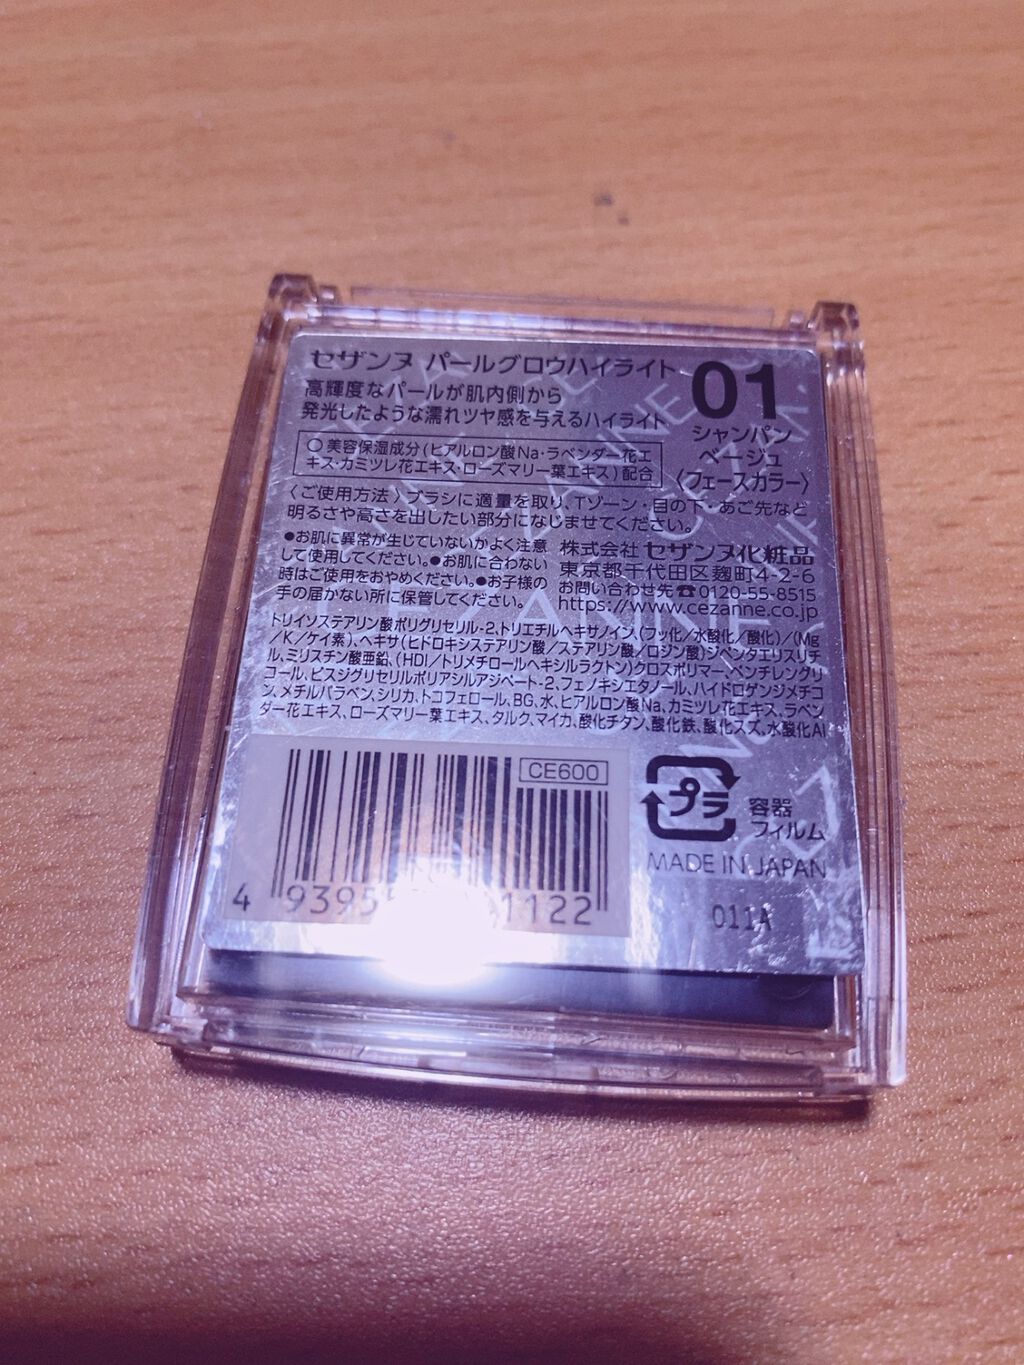 セザンヌ パールグロウハイライト
高輝度なパールが肌内側から
発光したような濡れツヤ感を与えるハイライト
01
シャンパン
ベージュ
〈フェースカラー〉
○美容保湿成分(ヒアルロン酸Na・ラベンダー花エ
キス・カミツレ花エキス・ローズマリー葉エキス)配合
〈ご使用方法〉ブラシに適量を取り、Tゾーン・目の下・あご先など
明るさや高さを出したい部分になじませてください。
●お肌に異常が生じていないかよく注意
して使用してください。●お肌に合わない
時はご使用をおやめください。●お子様の
手の届かない所に保管してください。
株式会社 セザンヌ化粧品
東京都千代田区麹町4-2-6
お問い合わせ先☎0120-55-8515
https://www.cezanne.co.jp
トリイソステアリン酸ポリグリセリル-2、トリエチルヘキサノイン、(フッ化/水酸化/酸化)/(Mg
/K/ケイ素)、ヘキサ(ヒドロキシステアリン酸/ステアリン酸/ロジン酸)ジペンタエリスリチ
ル、ミリスチン酸亜鉛、(HDI/トリメチロールヘキシルラクトン)クロスポリマー、ペンチレングリ
コール、ビスジグリセリルポリアシルアジペート-2、フェノキシエタノール、ハイドロゲンジメチコ
ン、メチルパラベン、シリカ、トコフェロール、BG、水、ヒアルロン酸Na、カミツレ花エキス、ラベン
ダー花エキス、ローズマリー葉エキス、タルク、マイカ、酸化チタン、酸化鉄、酸化スズ、水酸化Al
CE600
4 93955 1122
プラ
容器
フィルム
MADE IN JAPAN
011A